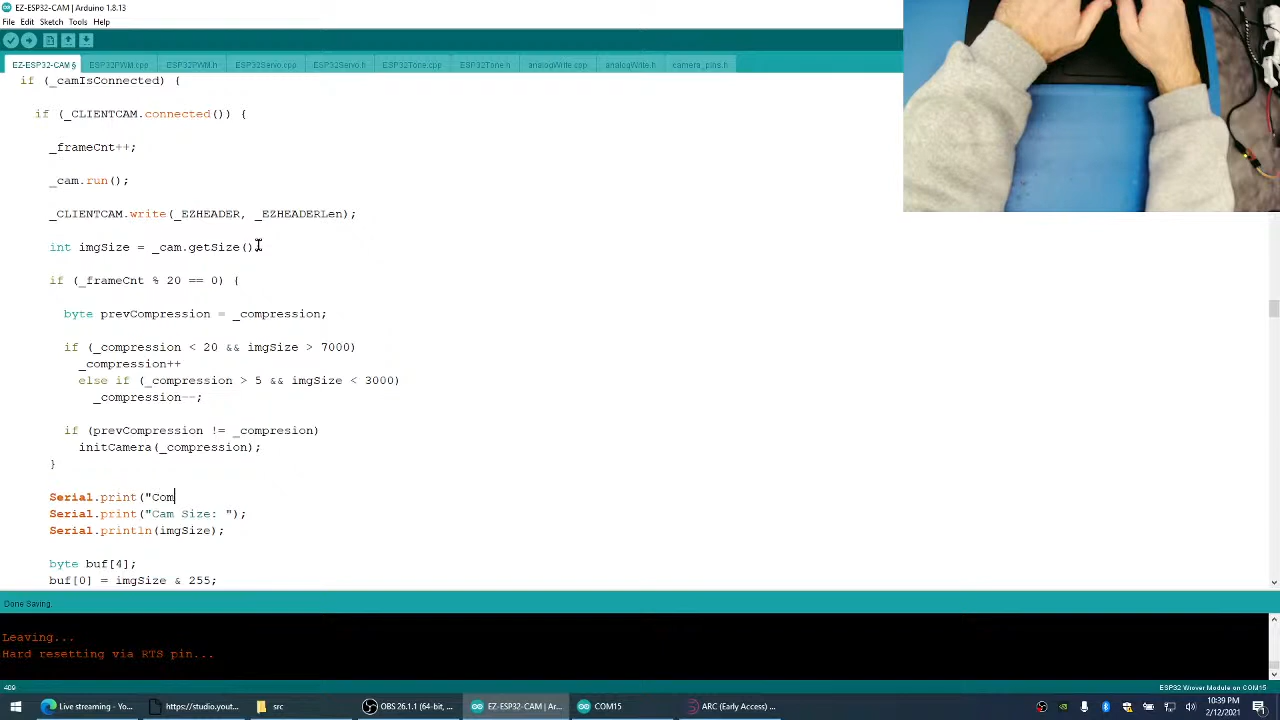 EZ-ESP32-CAM | Arduino 1.8.13
File Edit Sketch Tools Help
EZ-ESP32-CAM § ESP32PWM.cpp ESP32PWM.h ESP32Servo.cpp ESP32Servo.h ESP32Tone.cpp ESP32Tone.h analogWrite.cpp analogWrite.h camera_pins.h
if (_camIsConnected) {
if (_CLIENTCAM.connected()) {
_frameCnt++;
_cam.run();
_CLIENTCAM.write(_EZHEADER, _EZHEADERLen);
int imgSize = _cam.getSize();
if (_frameCnt % 20 == 0) {
byte prevCompression = _compression;
if (_compression < 20 && imgSize > 7000)
_compression++
else if (_compression > 5 && imgSize < 3000)
_compression--;
if (prevCompression != _compresion)
initCamera(_compression);
}
Serial.print("Com
Serial.print("Cam Size: ");
Serial.println(imgSize);
byte buf[4];
buf[0] = imgSize & 255;
Done Saving.
Leaving...
Hard resetting via RTS pin...
409 ESP32 Wrover Module on COM15
Live streaming - Yo... https://studio.yout... src OBS 26.1.1 (64-bit, ... EZ-ESP32-CAM | Ar... COM15 ARC (Early Access) ... 10:39 PM
2/12/2021